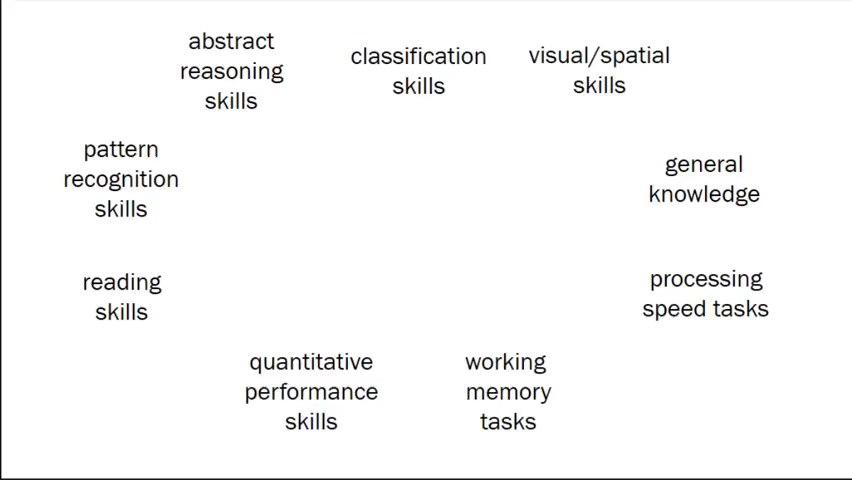 abstract
reasoning
skills
classification
skills
visual/spatial
skills
pattern
recognition
skills
general
knowledge
reading
skills
processing
speed tasks
quantitative
performance
skills
working
memory
tasks